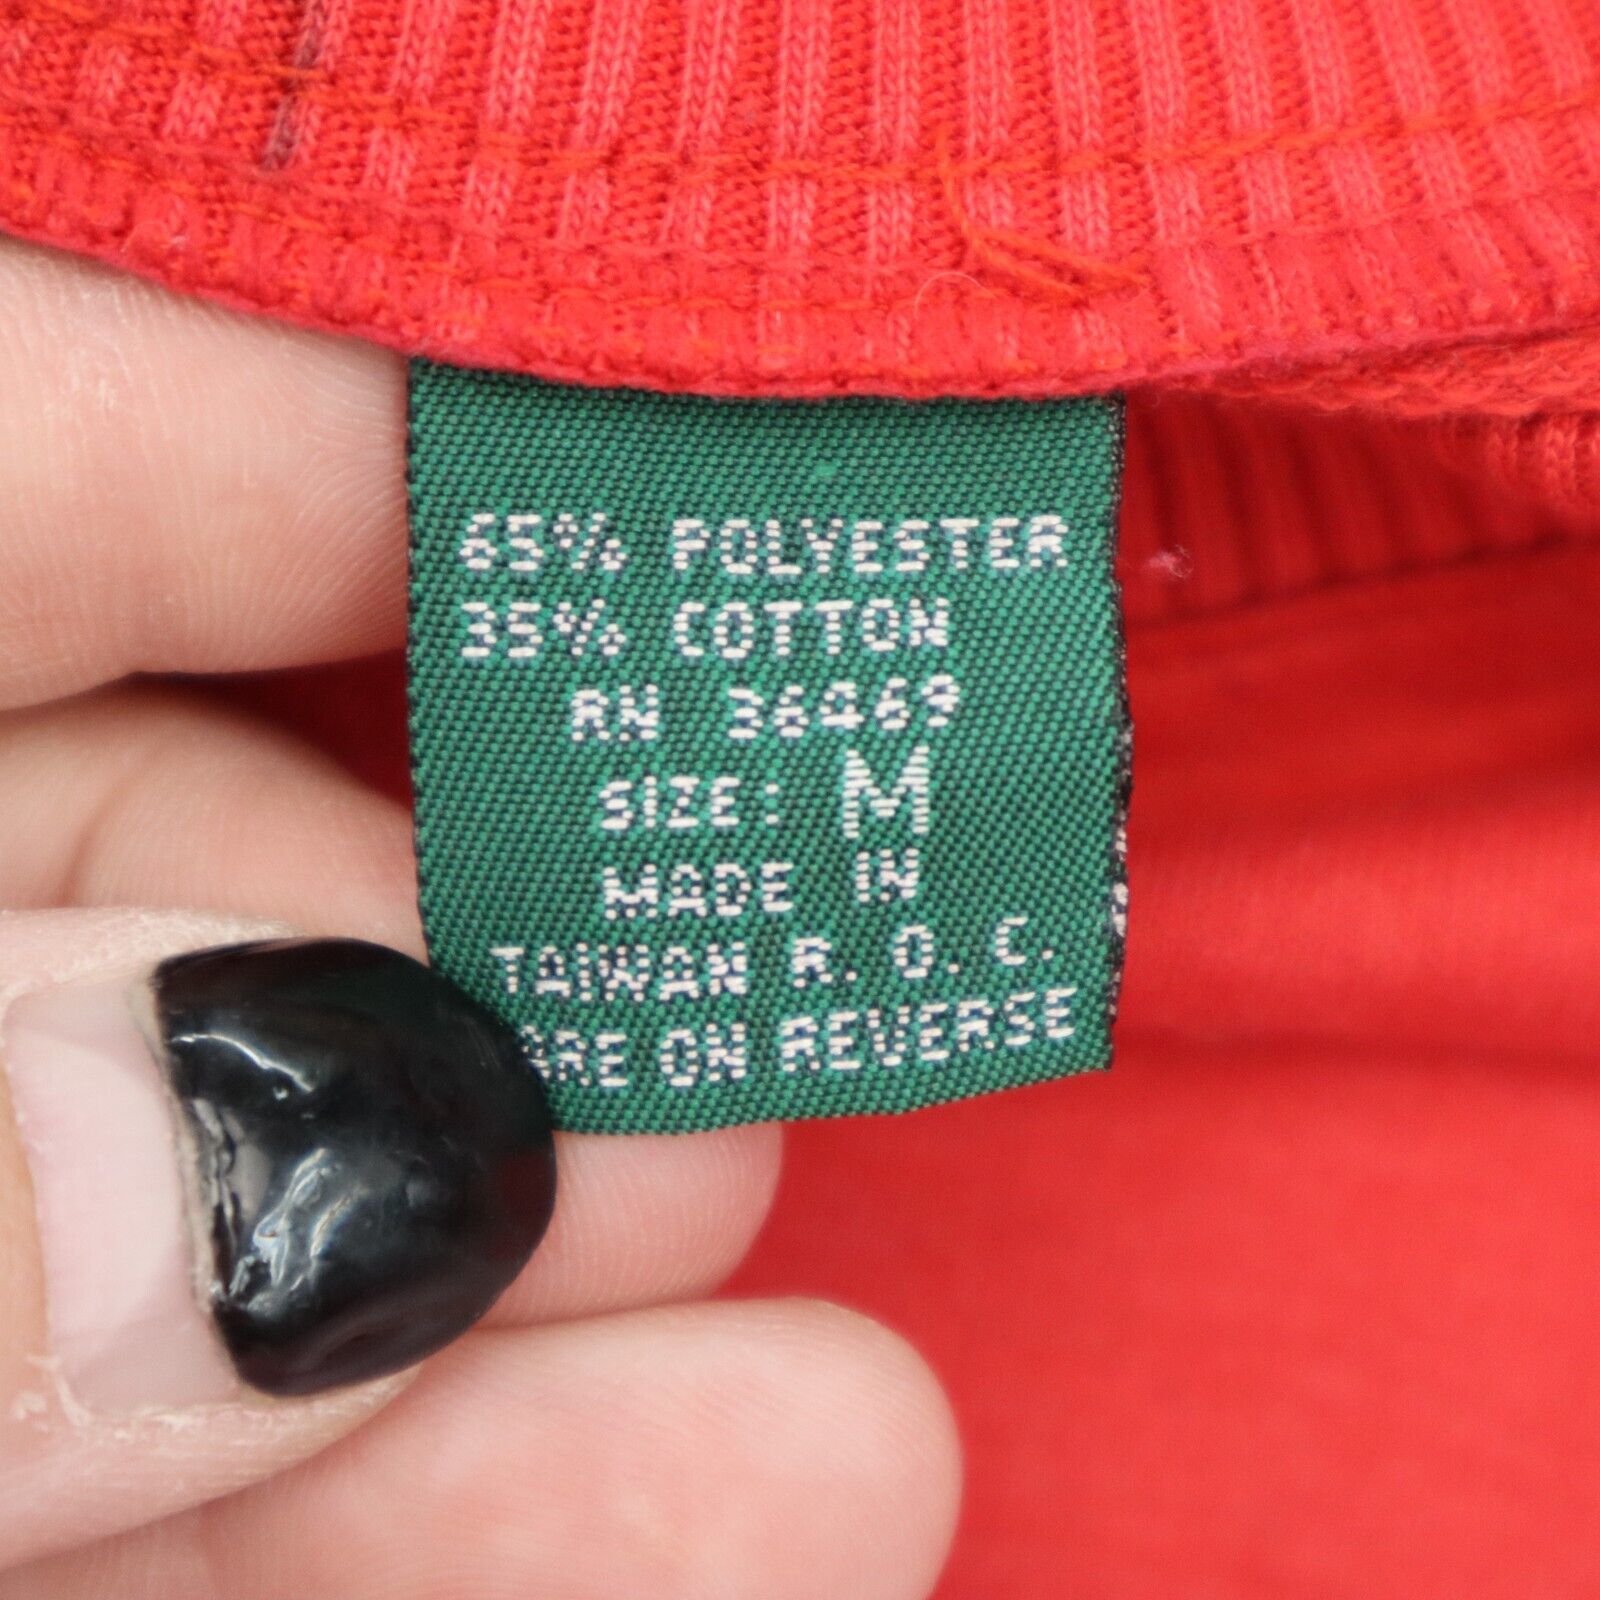 65% POLYESTER
35% COTTON
RN 36469
SIZE: M
MADE IN
TAIWAN R. O. C.
ON REVERSE